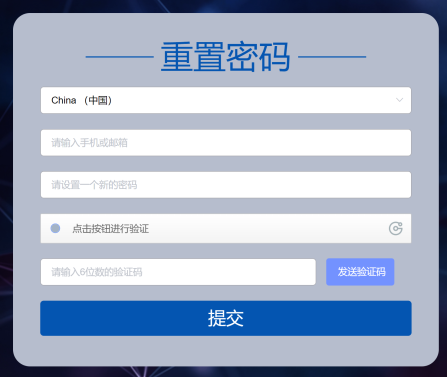 重置密码
China （中国）
请输入手机或邮箱
请设置一个新的密码
点击按钮进行验证
请输入6位数的验证码
发送验证码
提交